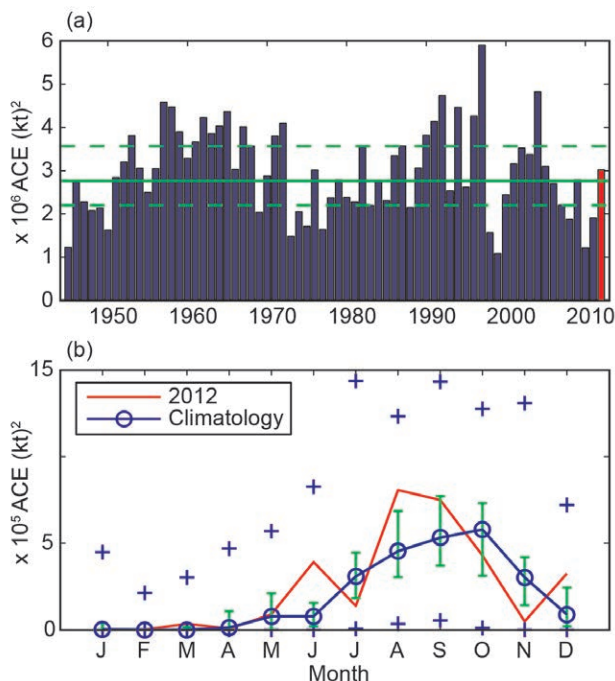 (a)
x 10⁶ ACE (kt)²
6
5
4
3
2
1
0
1950 1960 1970 1980 1990 2000 2010
(b)
x 10⁵ ACE (kt)²
15
5
0
2012
Climatology
J F M A M J J A S O N D
Month